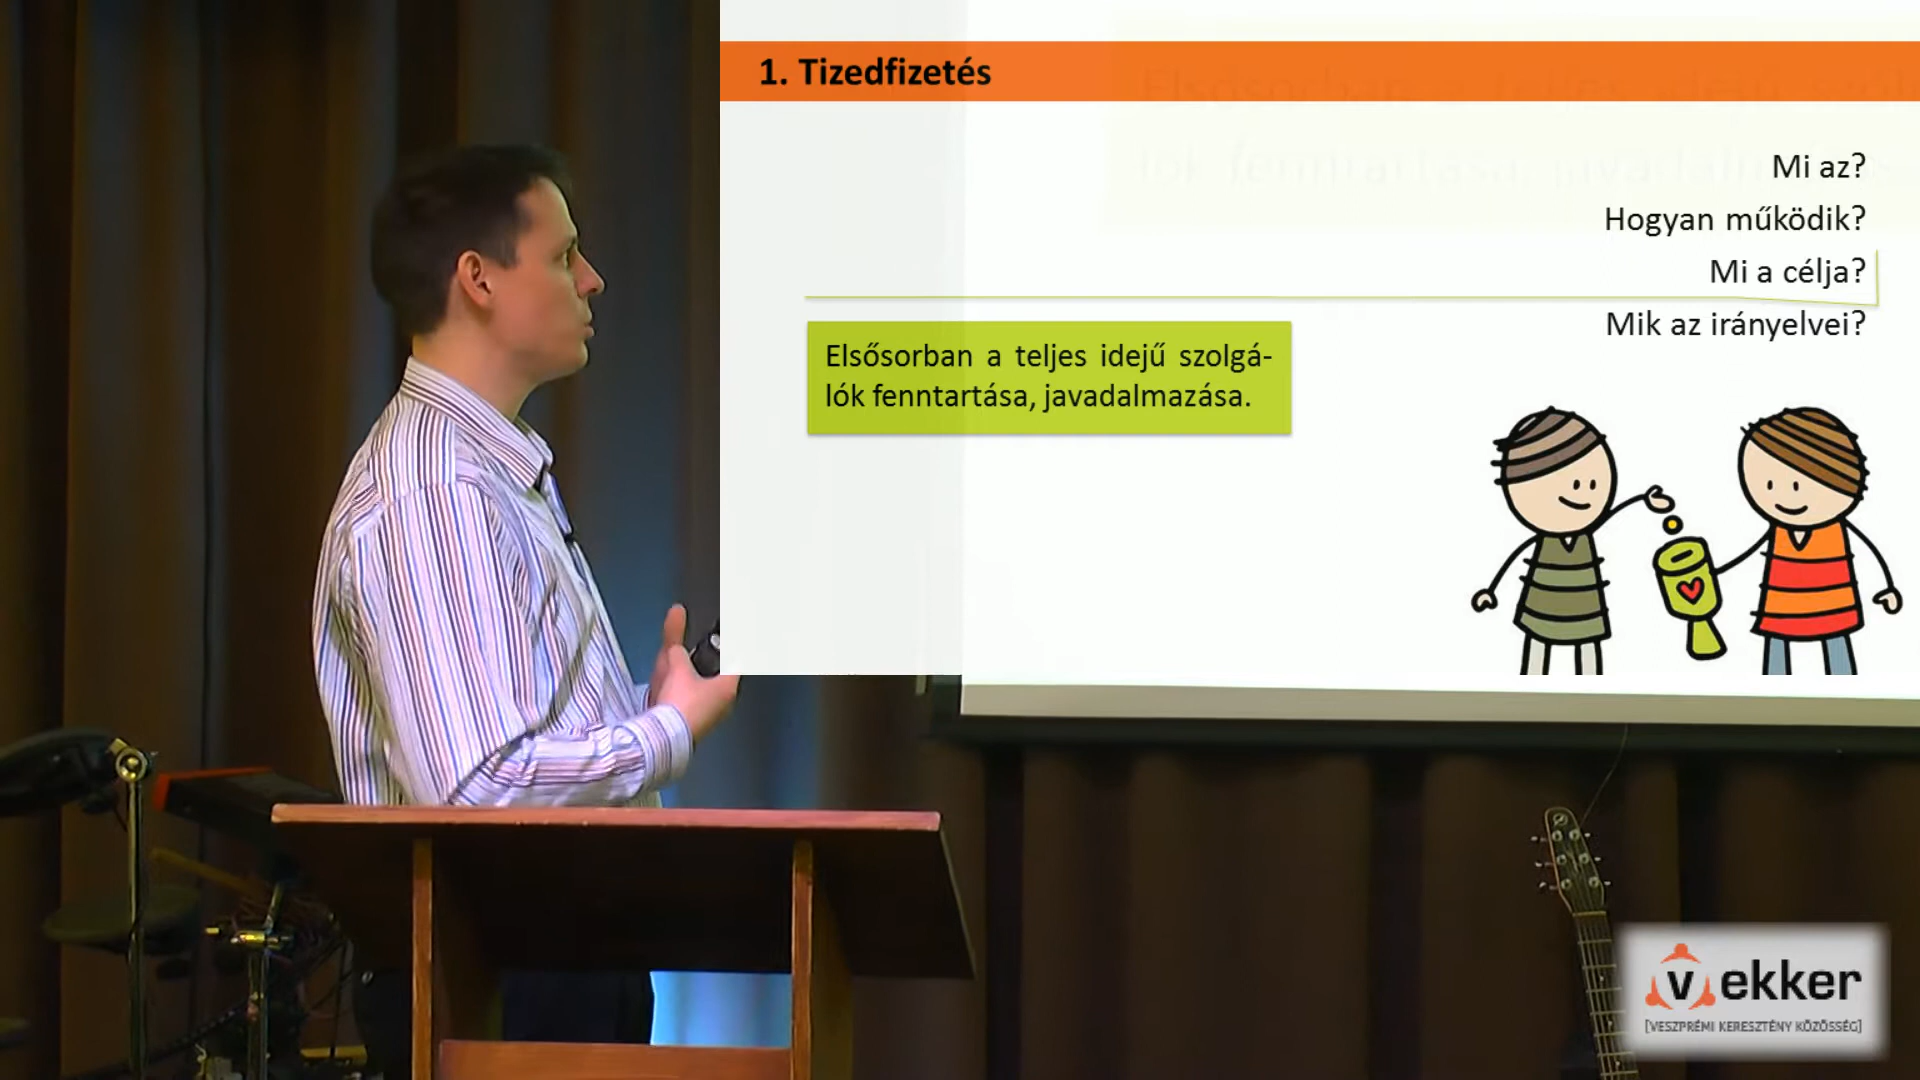 1. Tizedfizetés
Mi az?
Hogyan működik?
Mi a célja?
Mik az irányelvei?
Elsősorban a teljes idejű szolgá-
lók fenntartása, javadalmazása.
vekker
[VESZPRÉMI KERESZTÉNY KÖZÖSSÉG]